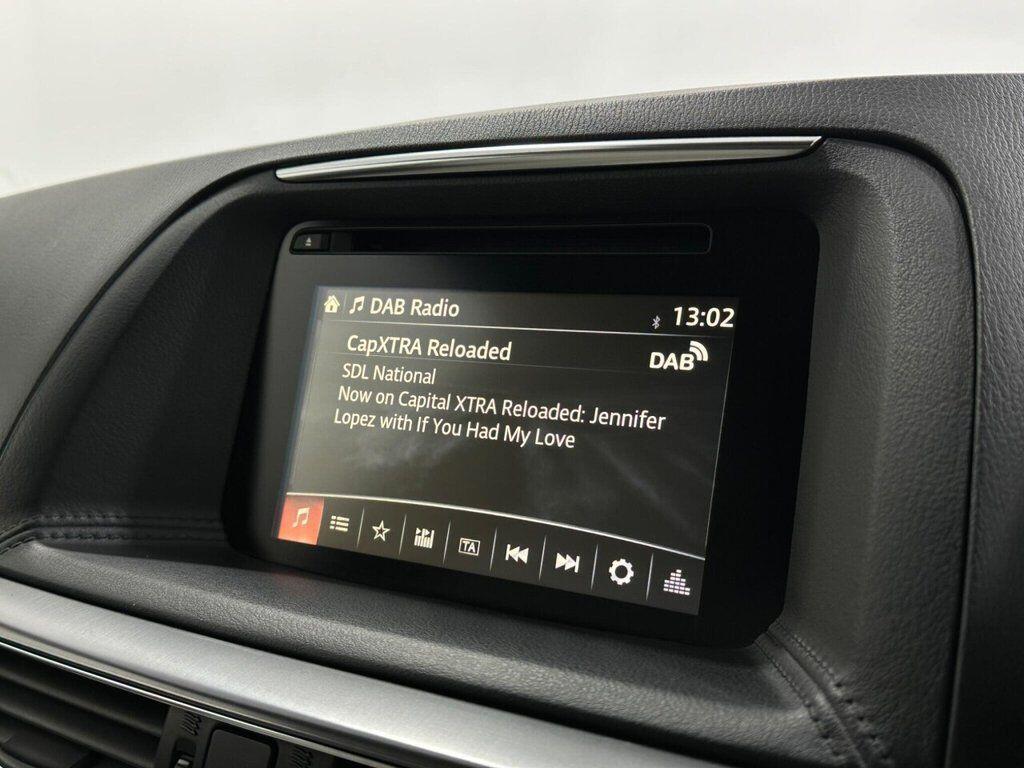 DAB Radio
13:02
CapXTRA Reloaded
DAB
SDL National
Now on Capital XTRA Reloaded: Jennifer
Lopez with If You Had My Love
TA